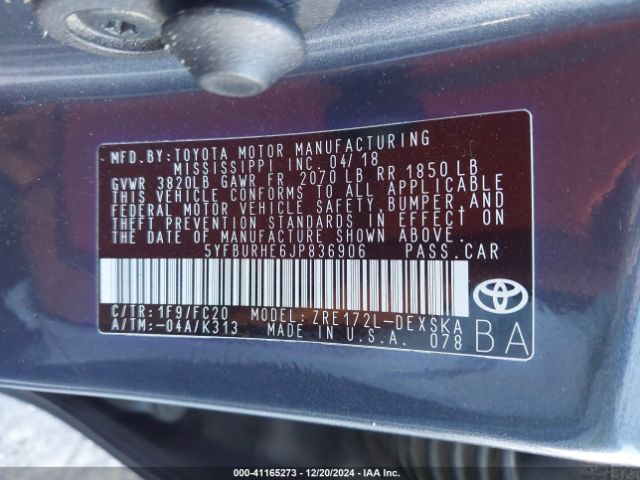 MFD.BY:TOYOTA MOTOR MANUFACTURING
MISSISSIPPI INC. 04/18
GVWR 3820LB GAWR FR 2070 LB RR 1850 LB
THIS VEHICLE CONFORMS TO ALL APPLICABLE
FEDERAL MOTOR VEHICLE SAFETY, BUMPER, AND
THEFT PREVENTION STANDARDS IN EFFECT† ON
THE DATE OF MANUFACTURE SHOWN ABOVE.
5YFBURHE6JP836906 PASS.CAR
C/TR:1F9/FC20 MODEL: ZRE172L-DEXSKA
A/TM:-04A/K313 MADE IN U.S.A. 078
BA
000-41165273 - 12/20/2024 - IAA Inc.